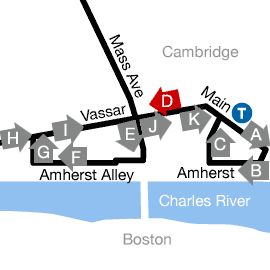 Mass Ave
Cambridge
Main
Vassar
D
T
H
I
E
J
K
A
G
F
C
B
Amherst Alley
Amherst
Charles River
Boston